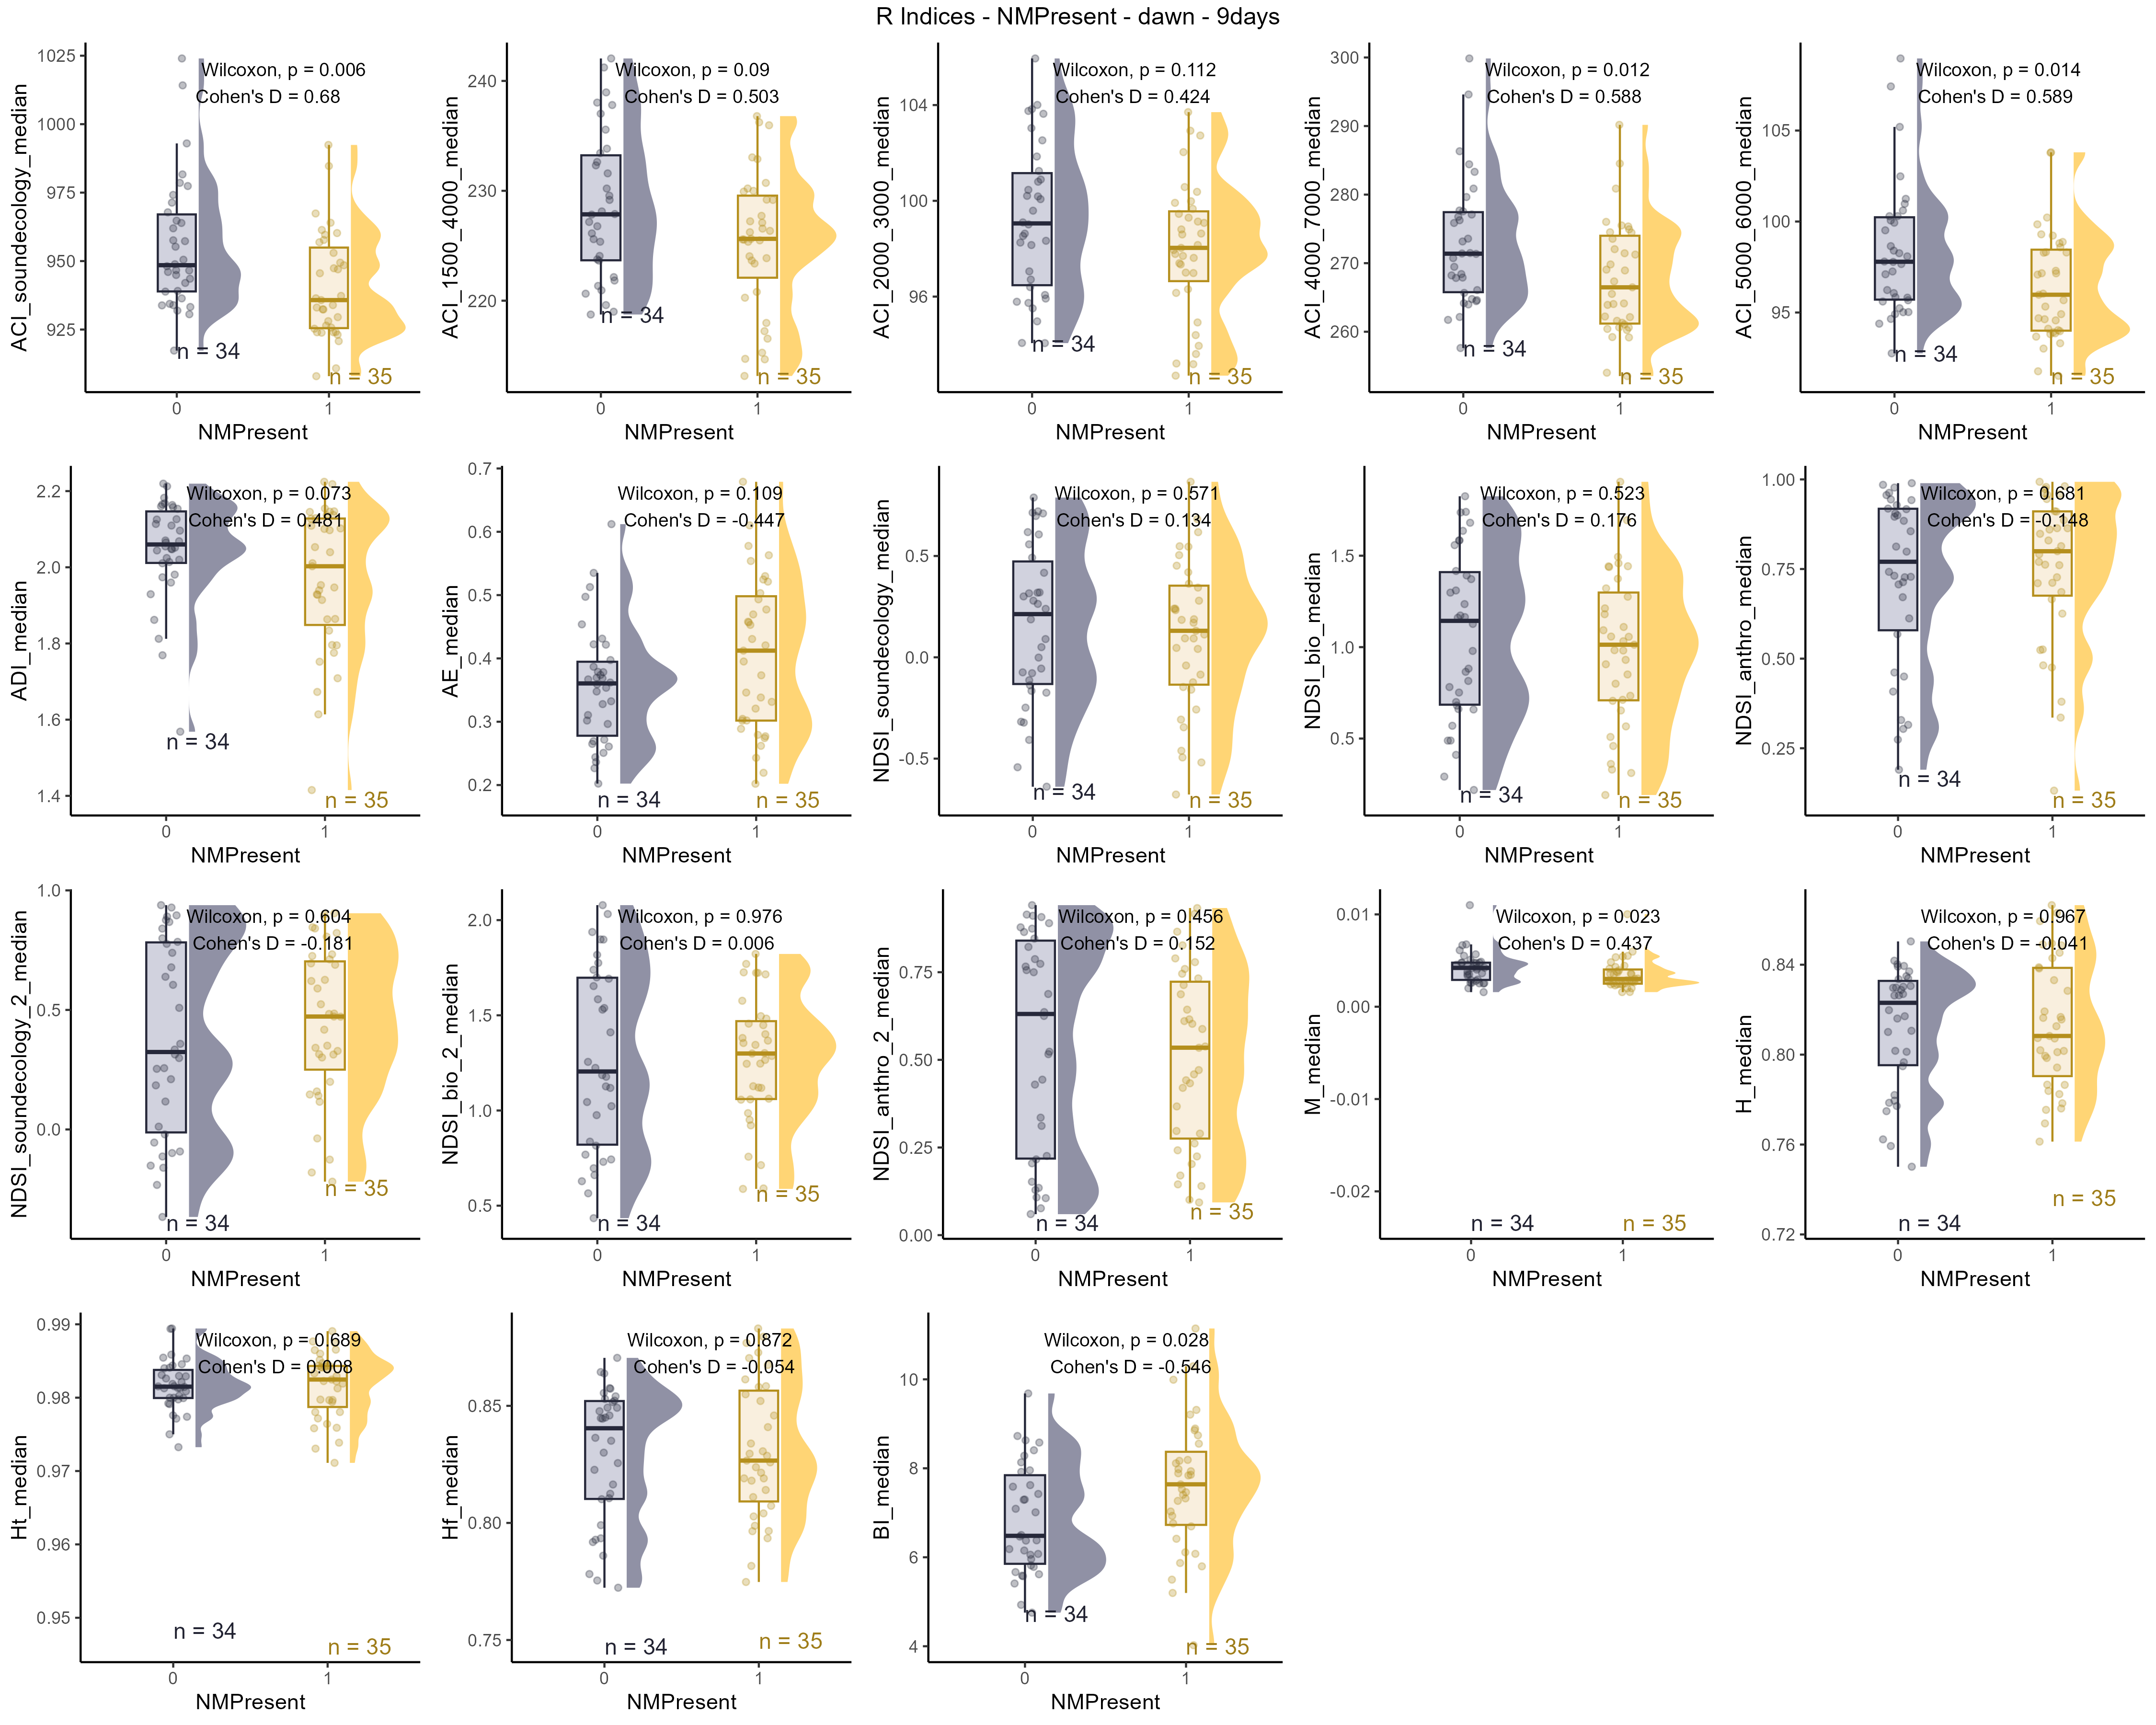 R Indices - NMPresent - dawn - 9days
ACI_soundecology_median
1025
1000
975
950
925
Wilcoxon, p = 0.006
Cohen's D = 0.68
n = 34
n = 35
0
1
NMPresent
ACI_1500_4000_median
240
230
220
Wilcoxon, p = 0.09
Cohen's D = 0.503
n = 34
n = 35
0
1
NMPresent
ACI_2000_3000_median
104
100
96
Wilcoxon, p = 0.112
Cohen's D = 0.424
n = 34
n = 35
0
1
NMPresent
ACI_4000_7000_median
300
290
280
270
260
Wilcoxon, p = 0.012
Cohen's D = 0.588
n = 34
n = 35
0
1
NMPresent
ACI_5000_6000_median
105
100
95
Wilcoxon, p = 0.014
Cohen's D = 0.589
n = 34
n = 35
0
1
NMPresent
ADI_median
2.2
2.0
1.8
1.6
1.4
Wilcoxon, p = 0.073
Cohen's D = 0.481
n = 34
n = 35
0
1
NMPresent
AE_median
0.7
0.6
0.5
0.4
0.3
0.2
Wilcoxon, p = 0.109
Cohen's D = -0.447
n = 34
n = 35
0
1
NMPresent
NDSI_soundecology_median
0.5
0.0
-0.5
Wilcoxon, p = 0.571
Cohen's D = 0.134
n = 34
n = 35
0
1
NMPresent
NDSI_bio_median
1.5
1.0
0.5
Wilcoxon, p = 0.523
Cohen's D = 0.176
n = 34
n = 35
0
1
NMPresent
NDSI_anthro_median
1.00
0.75
0.50
0.25
Wilcoxon, p = 0.681
Cohen's D = -0.148
n = 34
n = 35
0
1
NMPresent
NDSI_soundecology_2_median
1.0
0.5
0.0
Wilcoxon, p = 0.604
Cohen's D = -0.181
n = 34
n = 35
0
1
NMPresent
NDSI_bio_2_median
2.0
1.5
1.0
0.5
Wilcoxon, p = 0.976
Cohen's D = 0.006
n = 34
n = 35
0
1
NMPresent
NDSI_anthro_2_median
0.75
0.50
0.25
0.00
Wilcoxon, p = 0.456
Cohen's D = 0.152
n = 34
n = 35
0
1
NMPresent
M_median
0.01
0.00
-0.01
-0.02
Wilcoxon, p = 0.023
Cohen's D = 0.437
n = 34
n = 35
0
1
NMPresent
H_median
0.84
0.80
0.76
0.72
Wilcoxon, p = 0.967
Cohen's D = -0.041
n = 34
n = 35
0
1
NMPresent
Ht_median
0.99
0.98
0.97
0.96
0.95
Wilcoxon, p = 0.689
Cohen's D = 0.008
n = 34
n = 35
0
1
NMPresent
Hf_median
0.85
0.80
0.75
Wilcoxon, p = 0.872
Cohen's D = -0.054
n = 34
n = 35
0
1
NMPresent
BI_median
10
8
6
4
Wilcoxon, p = 0.028
Cohen's D = -0.546
n = 34
n = 35
0
1
NMPresent